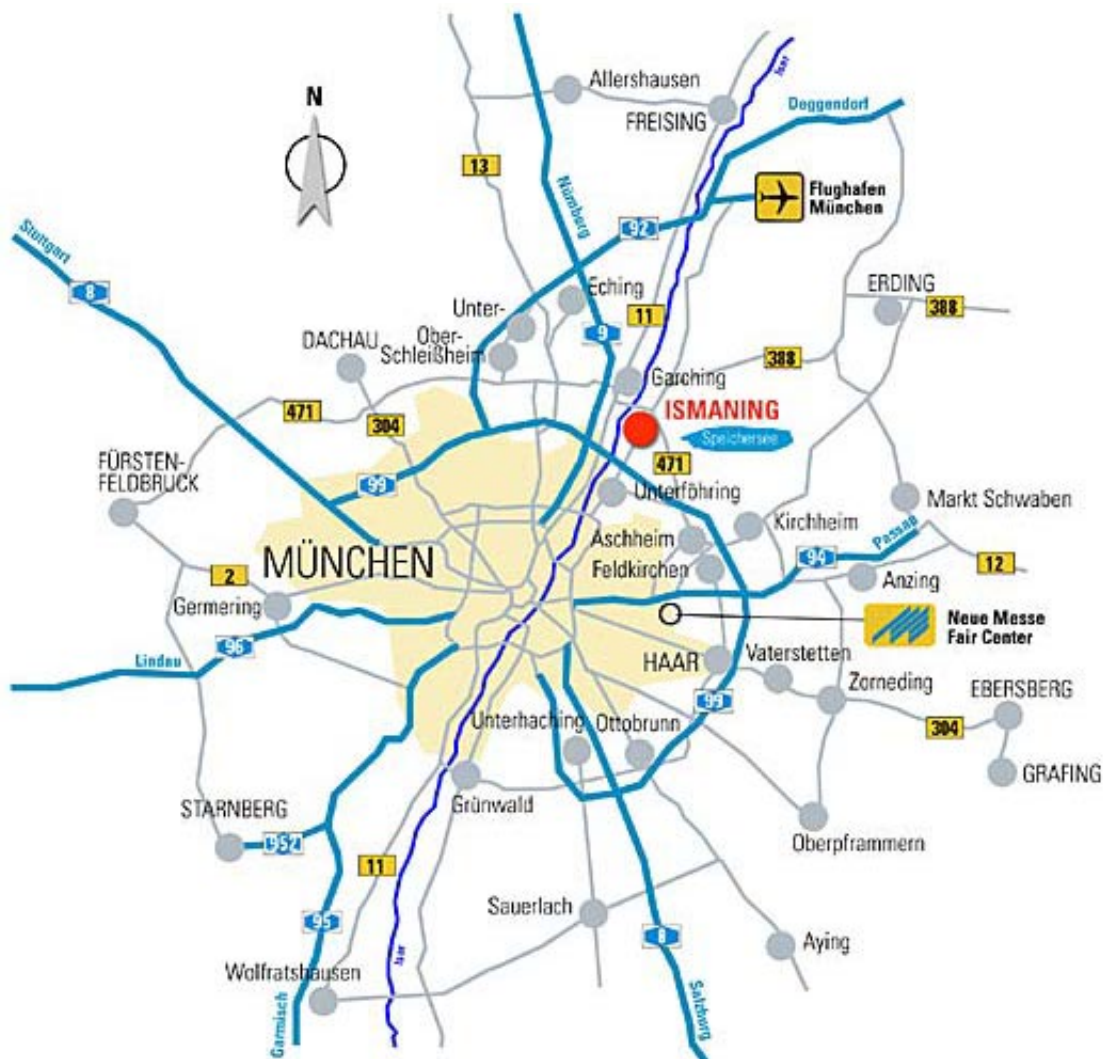 N
Allershausen
FREISING
Isar
Deggendorf
13
Nürnberg
Flughafen
München
92
Stuttgart
8
Eching
ERDING
388
Unter-
11
9
DACHAU
Ober-
Schleißheim
388
Garching
ISMANING
471
304
Speichersee
471
FÜRSTEN-
FELDBRUCK
99
Unterföhring
Markt Schwaben
Kirchheim
Aschheim
Passau
94
12
MÜNCHEN
Feldkirchen
2
Anzing
Germering
Neue Messe
Fair Center
96
Lindau
HAAR
Vaterstetten
Zorneding
EBERSBERG
99
Unterhaching
Ottobrunn
304
GRAFING
Grünwald
STARNBERG
952
Oberpframmern
11
Sauerlach
95
8
Aying
Isar
Wolfratshausen
Garmisch
Salzburg